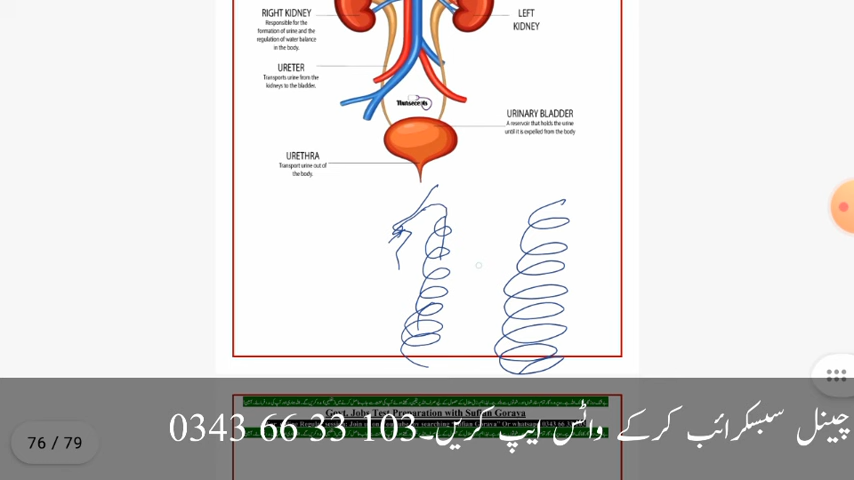 RIGHT KIDNEY
Responsible for the
formation of urine and the
regulation of water balance
in the body.
LEFT
KIDNEY
URETER
Transports urine from the
kidneys to the bladder.
URINARY BLADDER
A reservoir that holds the urine
until it is expelled from the body
URETHRA
Transport urine out of
the body.
Govt. Jobs Test Preparation with Sufian Goraya
چینل سبسکرائب کرکے واٹس ایپ کریں۔103 33 66 0343
76 / 79